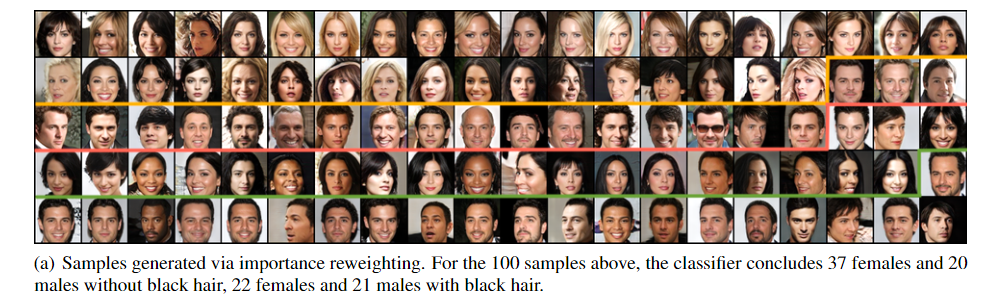 (a) Samples generated via importance reweighting. For the 100 samples above, the classifier concludes 37 females and 20
males without black hair, 22 females and 21 males with black hair.